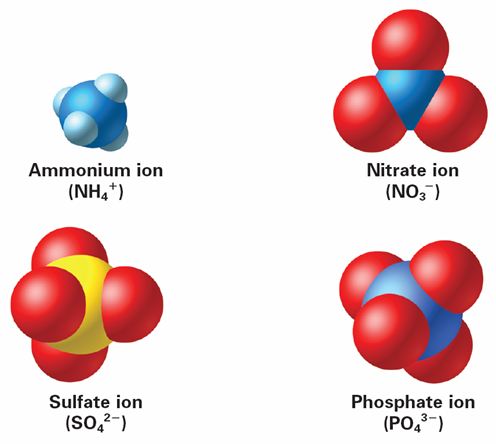 Ammonium ion
(NH₄⁺)
Nitrate ion
(NO₃⁻)
Sulfate ion
(SO₄²⁻)
Phosphate ion
(PO₄³⁻)